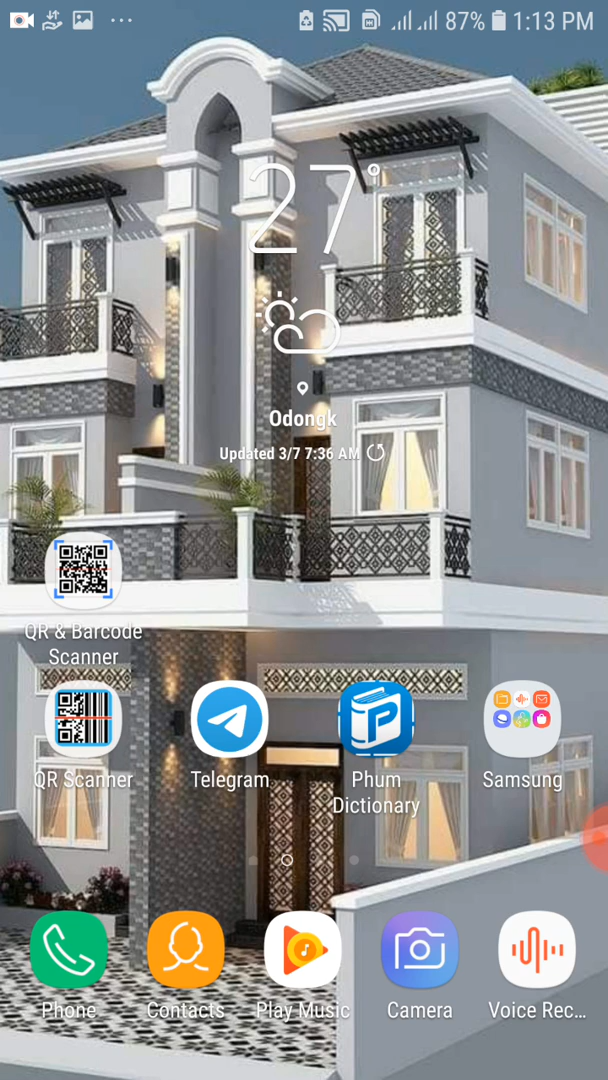 87% 1:13 PM
27°
Odongk
Updated 3/7 7:36 AM
QR & Barcode
Scanner
QR Scanner
Telegram
Phum
Dictionary
Samsung
Phone
Contacts
Play Music
Camera
Voice Rec...